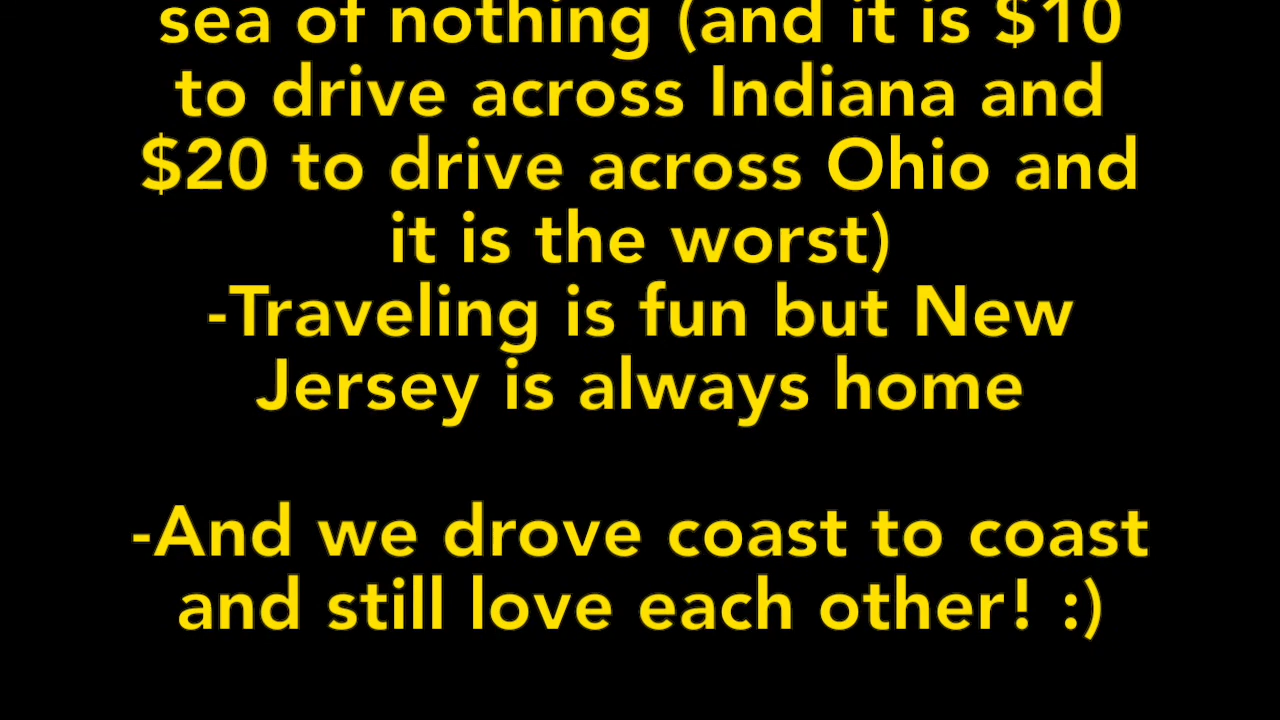 sea of nothing (and it is $10
to drive across Indiana and
$20 to drive across Ohio and
it is the worst)
-Traveling is fun but New
Jersey is always home
-And we drove coast to coast
and still love each other! :)